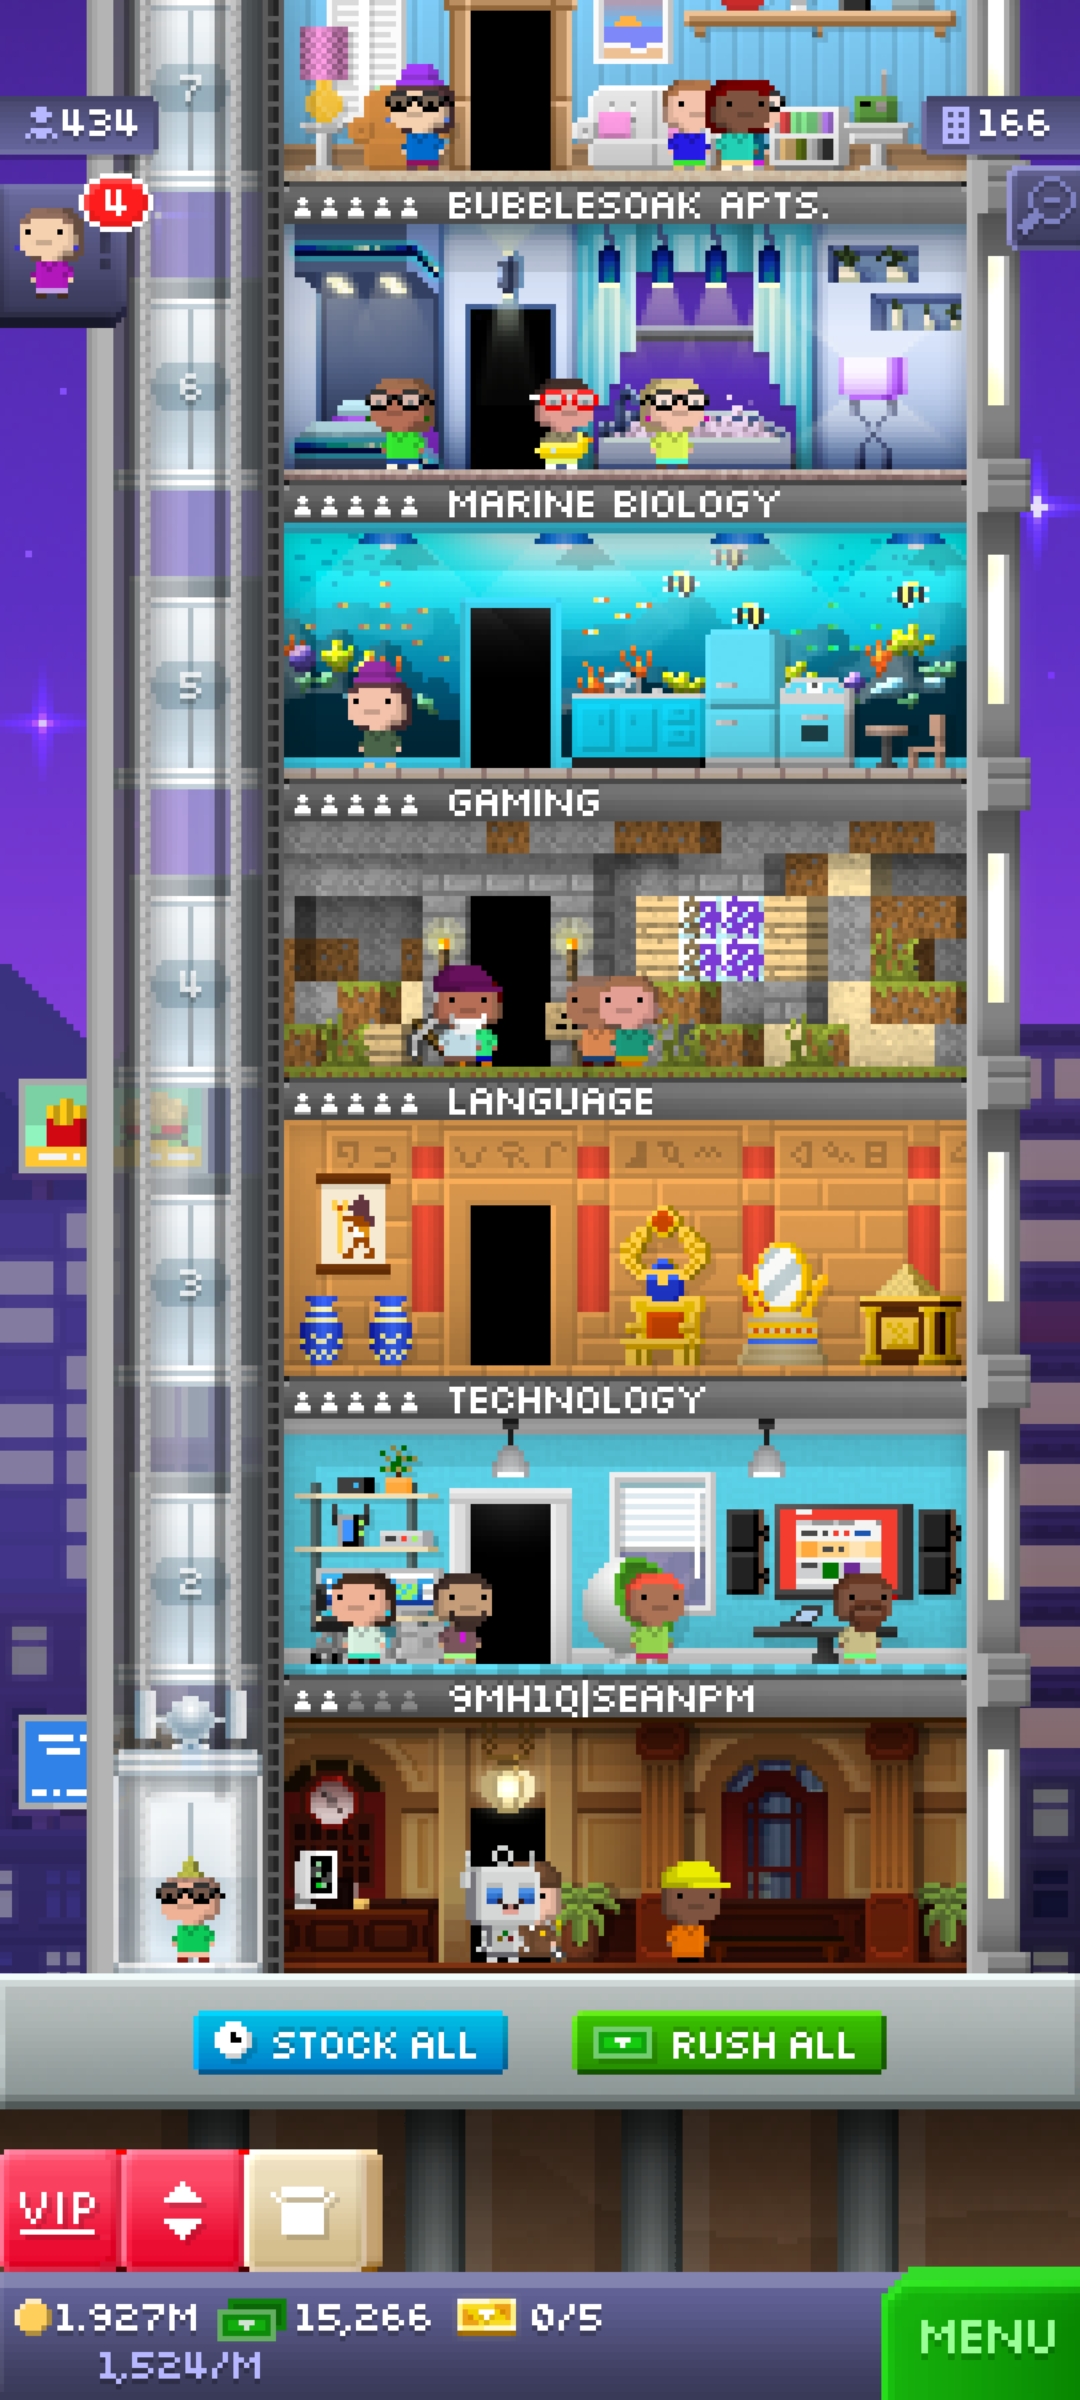 7
434
166
4
BUBBLESOAK APTS.
6
MARINE BIOLOGY
5
GAMING
4
LANGUAGE
3
TECHNOLOGY
2
9MH1Q|SEANPM
STOCK ALL
RUSH ALL
VIP
1.927M
15,266
0/5
1,524/M
MENU